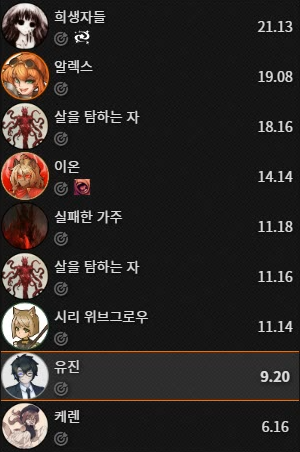 희생자들
21.13
알렉스
19.08
살을 탐하는 자
18.16
이온
14.14
실패한 가주
11.18
살을 탐하는 자
11.16
시리 위브그로우
11.14
유진
9.20
케렌
6.16